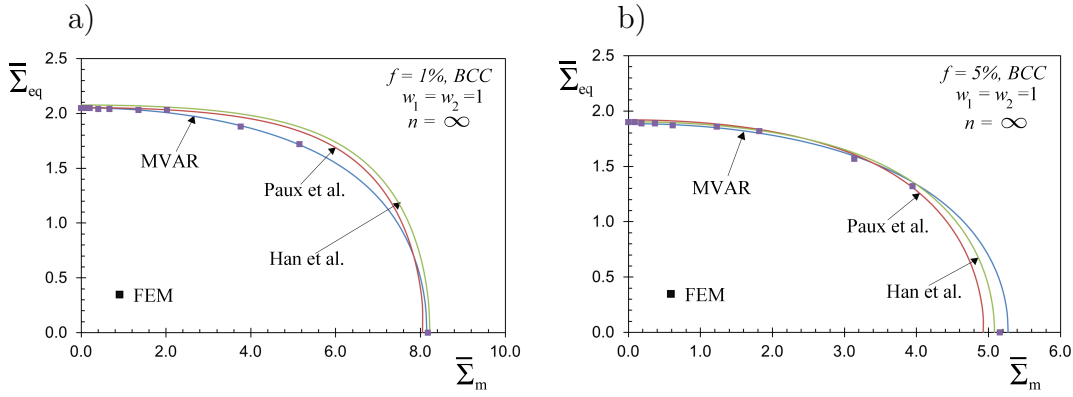 a)
Σ̿eq
2.5
2.0
1.5
1.0
0.5
0.0
f = 1%, BCC
w1 = w2 =1
n = ∞
MVAR
Paux et al.
Han et al.
FEM
0.0 2.0 4.0 6.0 8.0 10.0
Σ̿m
b)
Σ̿eq
2.5
2.0
1.5
1.0
0.5
0.0
f = 5%, BCC
w1 = w2 =1
n = ∞
MVAR
Paux et al.
Han et al.
FEM
0.0 1.0 2.0 3.0 4.0 5.0 6.0
Σ̿m